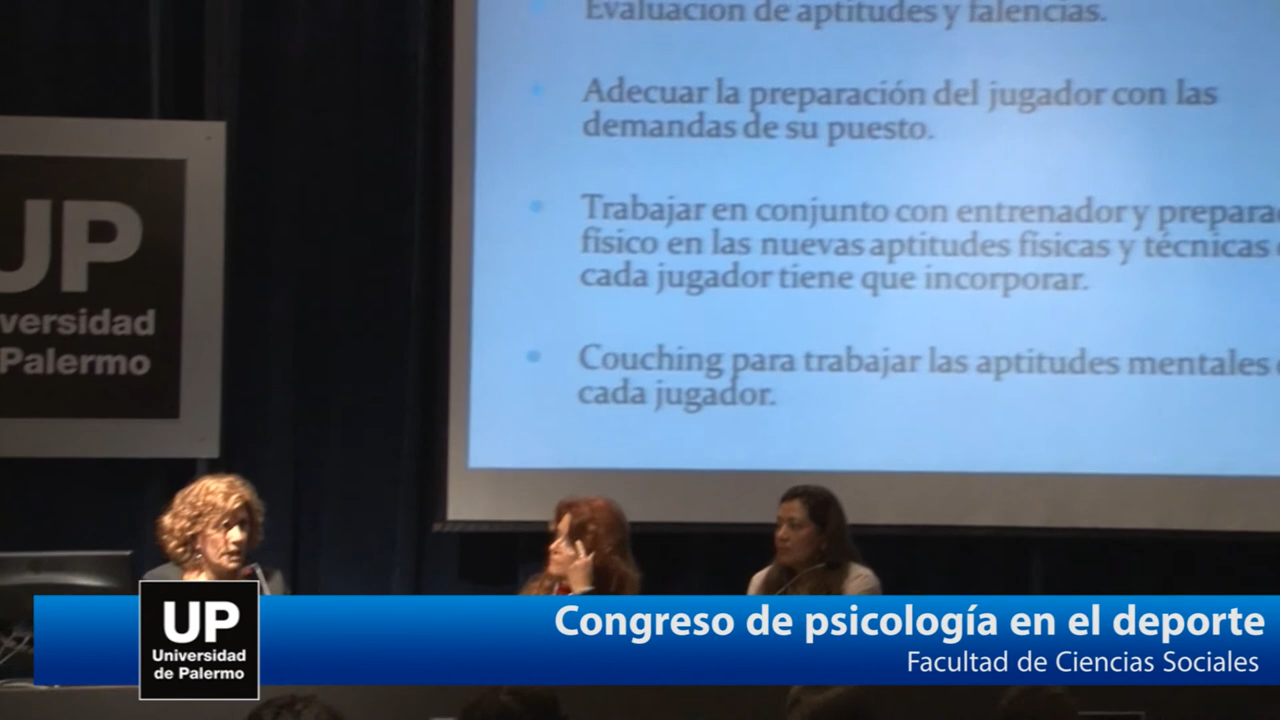 Evaluación de aptitudes y falencias.
Adecuar la preparación del jugador con las
demandas de su puesto.
Trabajar en conjunto con entrenador y prepara
físico en las nuevas aptitudes físicas y técnicas
cada jugador tiene que incorporar.
Couching para trabajar las aptitudes mentales
cada jugador.
UP
versidad
Palermo
Congreso de psicología en el deporte
Facultad de Ciencias Sociales
UP
Universidad
de Palermo